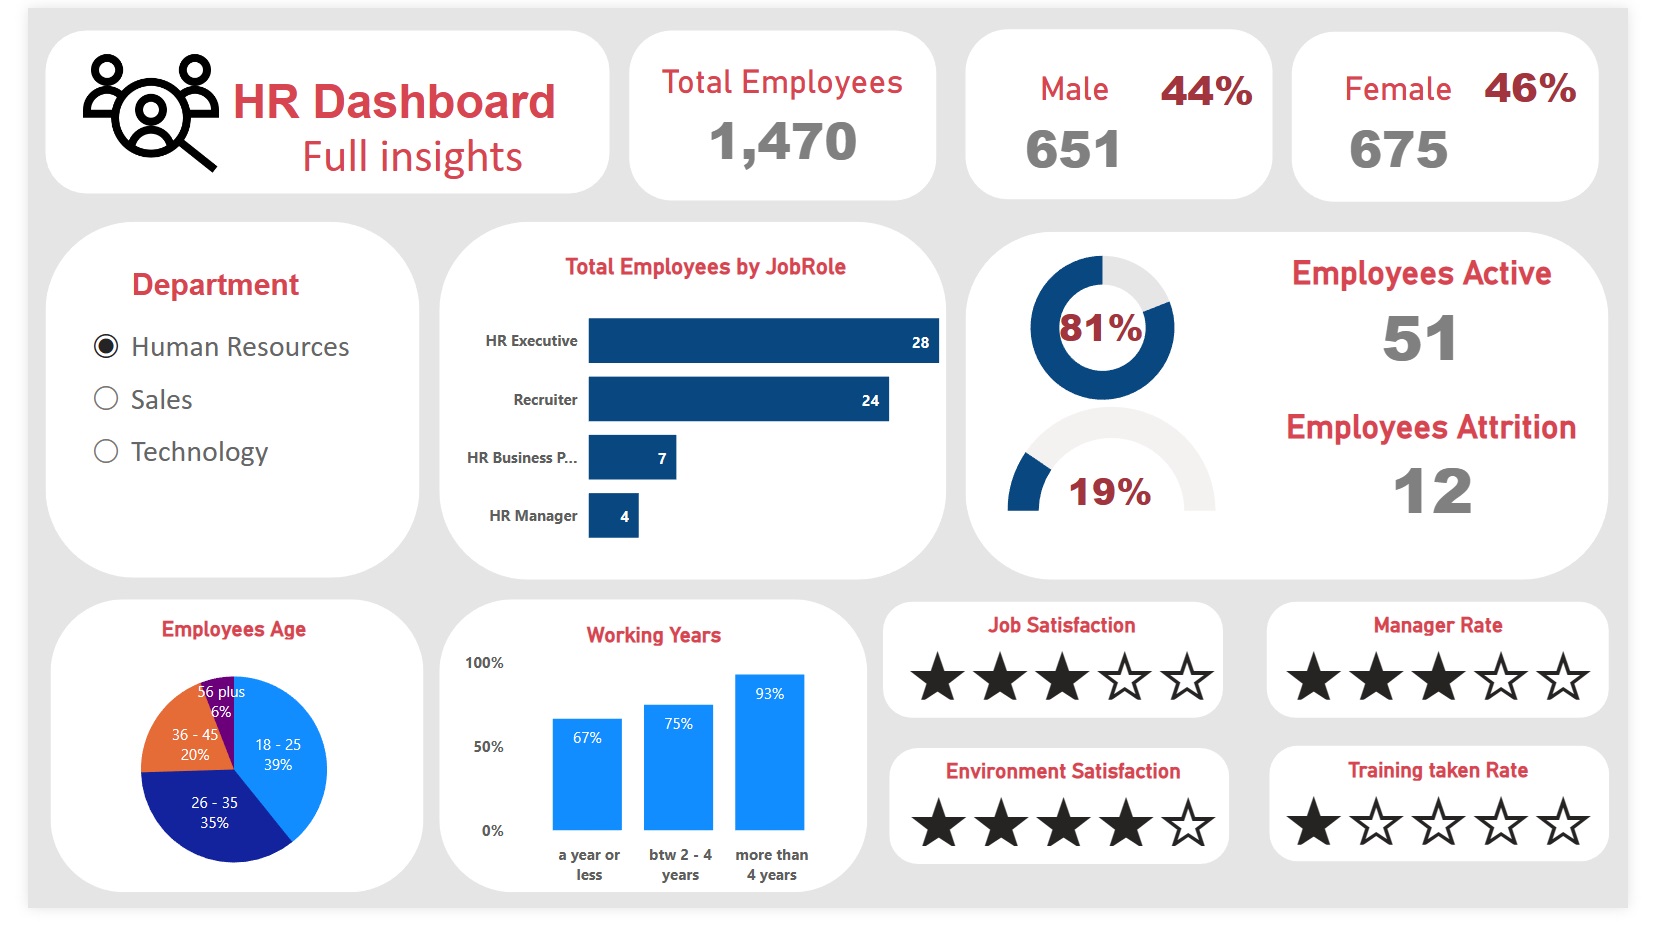 HR Dashboard
Full insights
Total Employees
1,470
Male 44%
651
Female 46%
675
Department
Human Resources
Sales
Technology
Total Employees by JobRole
HR Executive 28
Recruiter 24
HR Business P... 7
HR Manager 4
81%
Employees Active
51
19%
Employees Attrition
12
Employees Age
56 plus
6%
36 - 45
20%
18 - 25
39%
26 - 35
35%
Working Years
100%
50%
0%
67%
75%
93%
a year or
less
btw 2 - 4
years
more than
4 years
Job Satisfaction
Manager Rate
Environment Satisfaction
Training taken Rate